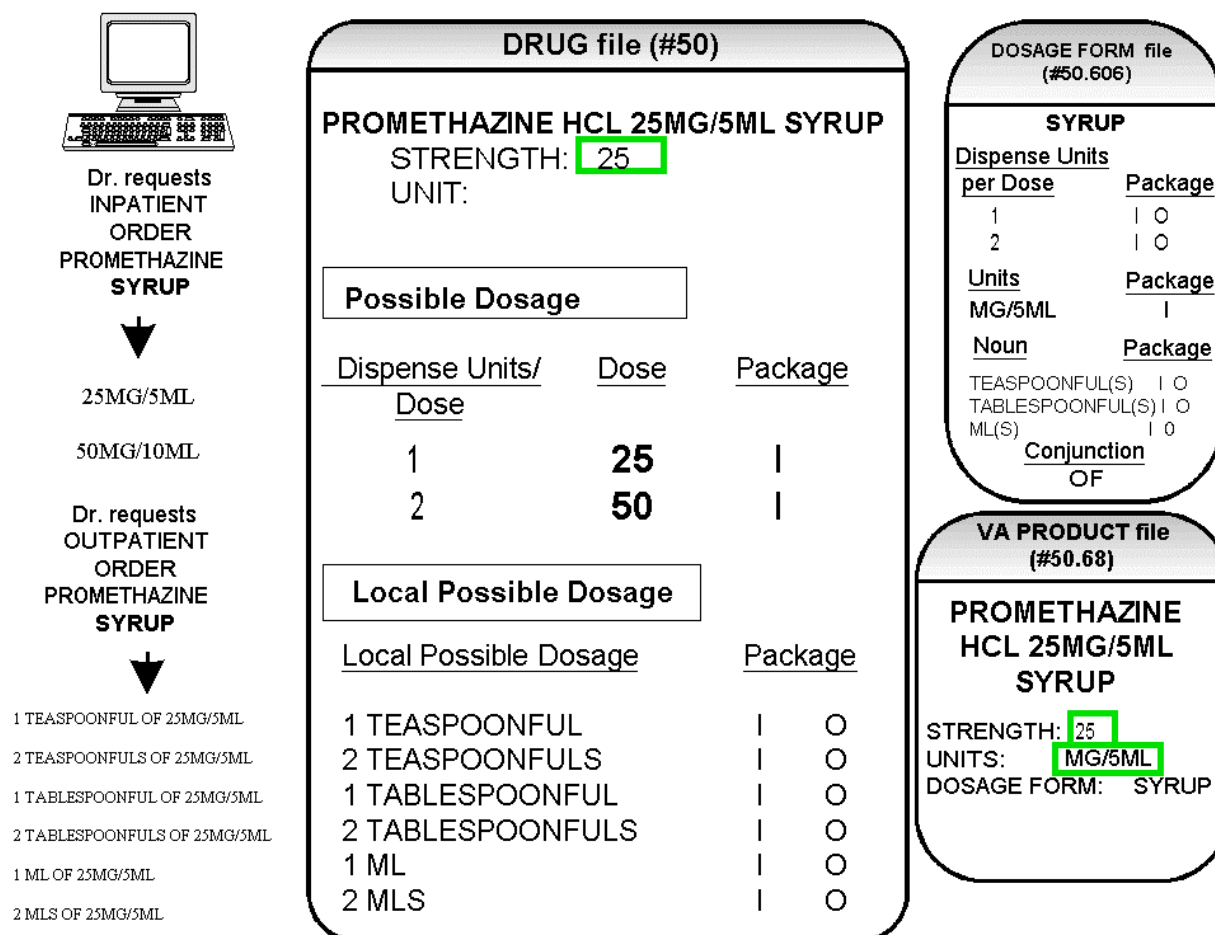 Dr. requests
INPATIENT
ORDER
PROMETHAZINE
SYRUP
25MG/5ML
50MG/10ML
Dr. requests
OUTPATIENT
ORDER
PROMETHAZINE
SYRUP
1 TEASPOONFUL OF 25MG/5ML
2 TEASPOONFULS OF 25MG/5ML
1 TABLESPOONFUL OF 25MG/5ML
2 TABLESPOONFULS OF 25MG/5ML
1 ML OF 25MG/5ML
2 MLS OF 25MG/5ML
DRUG file (#50)
PROMETHAZINE HCL 25MG/5ML SYRUP
STRENGTH: 25
UNIT:
Possible Dosage
Dispense Units/ Dose Package
Dose
1 25 I
2 50 I
Local Possible Dosage
Local Possible Dosage Package
1 TEASPOONFUL I O
2 TEASPOONFULS I O
1 TABLESPOONFUL I O
2 TABLESPOONFULS I O
1 ML I O
2 MLS I O
DOSAGE FORM file
(#50.606)
SYRUP
Dispense Units
per Dose Package
1 I O
2 I O
Units Package
MG/5ML I
Noun Package
TEASPOONFUL(S) I O
TABLESPOONFUL(S) I O
ML(S) I 0
Conjunction
OF
VA PRODUCT file
(#50.68)
PROMETHAZINE
HCL 25MG/5ML
SYRUP
STRENGTH: 25
UNITS: MG/5ML
DOSAGE FORM: SYRUP